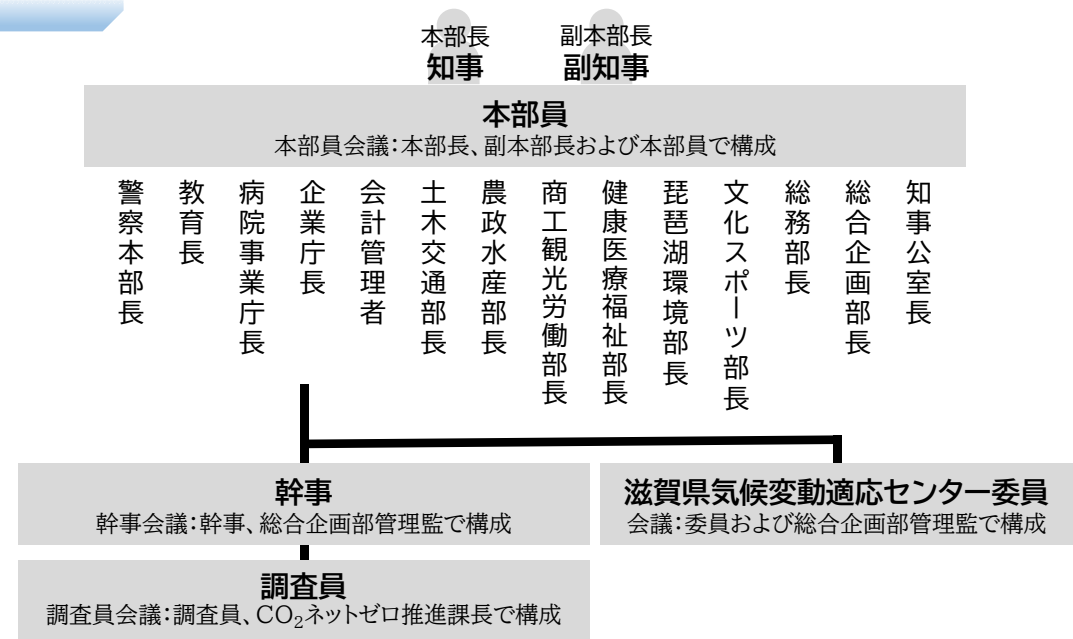 本部長
知事
副本部長
副知事
本部員
本部員会議：本部長、副本部長および本部員で構成
知事公室長
総合企画部長
総務部長
文化スポーツ部長
琵琶湖環境部長
健康医療福祉部長
商工観光労働部長
農政水産部長
土木交通部長
会計管理者
企業庁長
病院事業庁長
教育長
警察本部長
幹事
幹事会議：幹事、総合企画部管理監で構成
滋賀県気候変動適応センター委員
会議：委員および総合企画部管理監で構成
調査員
調査員会議：調査員、CO₂ネットゼロ推進課長で構成